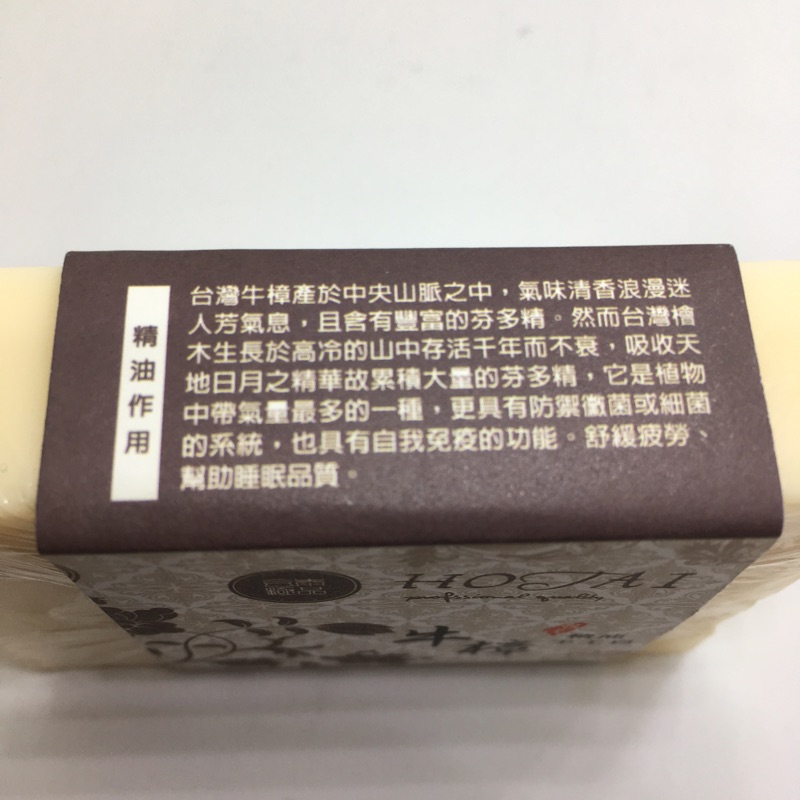 精油作用
台灣牛樟產於中央山脈之中，氣味清香浪漫迷
人芳氣息，且含有豐富的芬多精。然而台灣檜
木生長於高冷的山中存活千年而不衰，吸收天
地日月之精華故累積大量的芬多精，它是植物
中帶氣量最多的一種，更具有防禦黴菌或細菌
的系統，也具有自我免疫的功能。舒緩疲勞、
幫助睡眠品質。
HOTAI
professional quality
牛樟